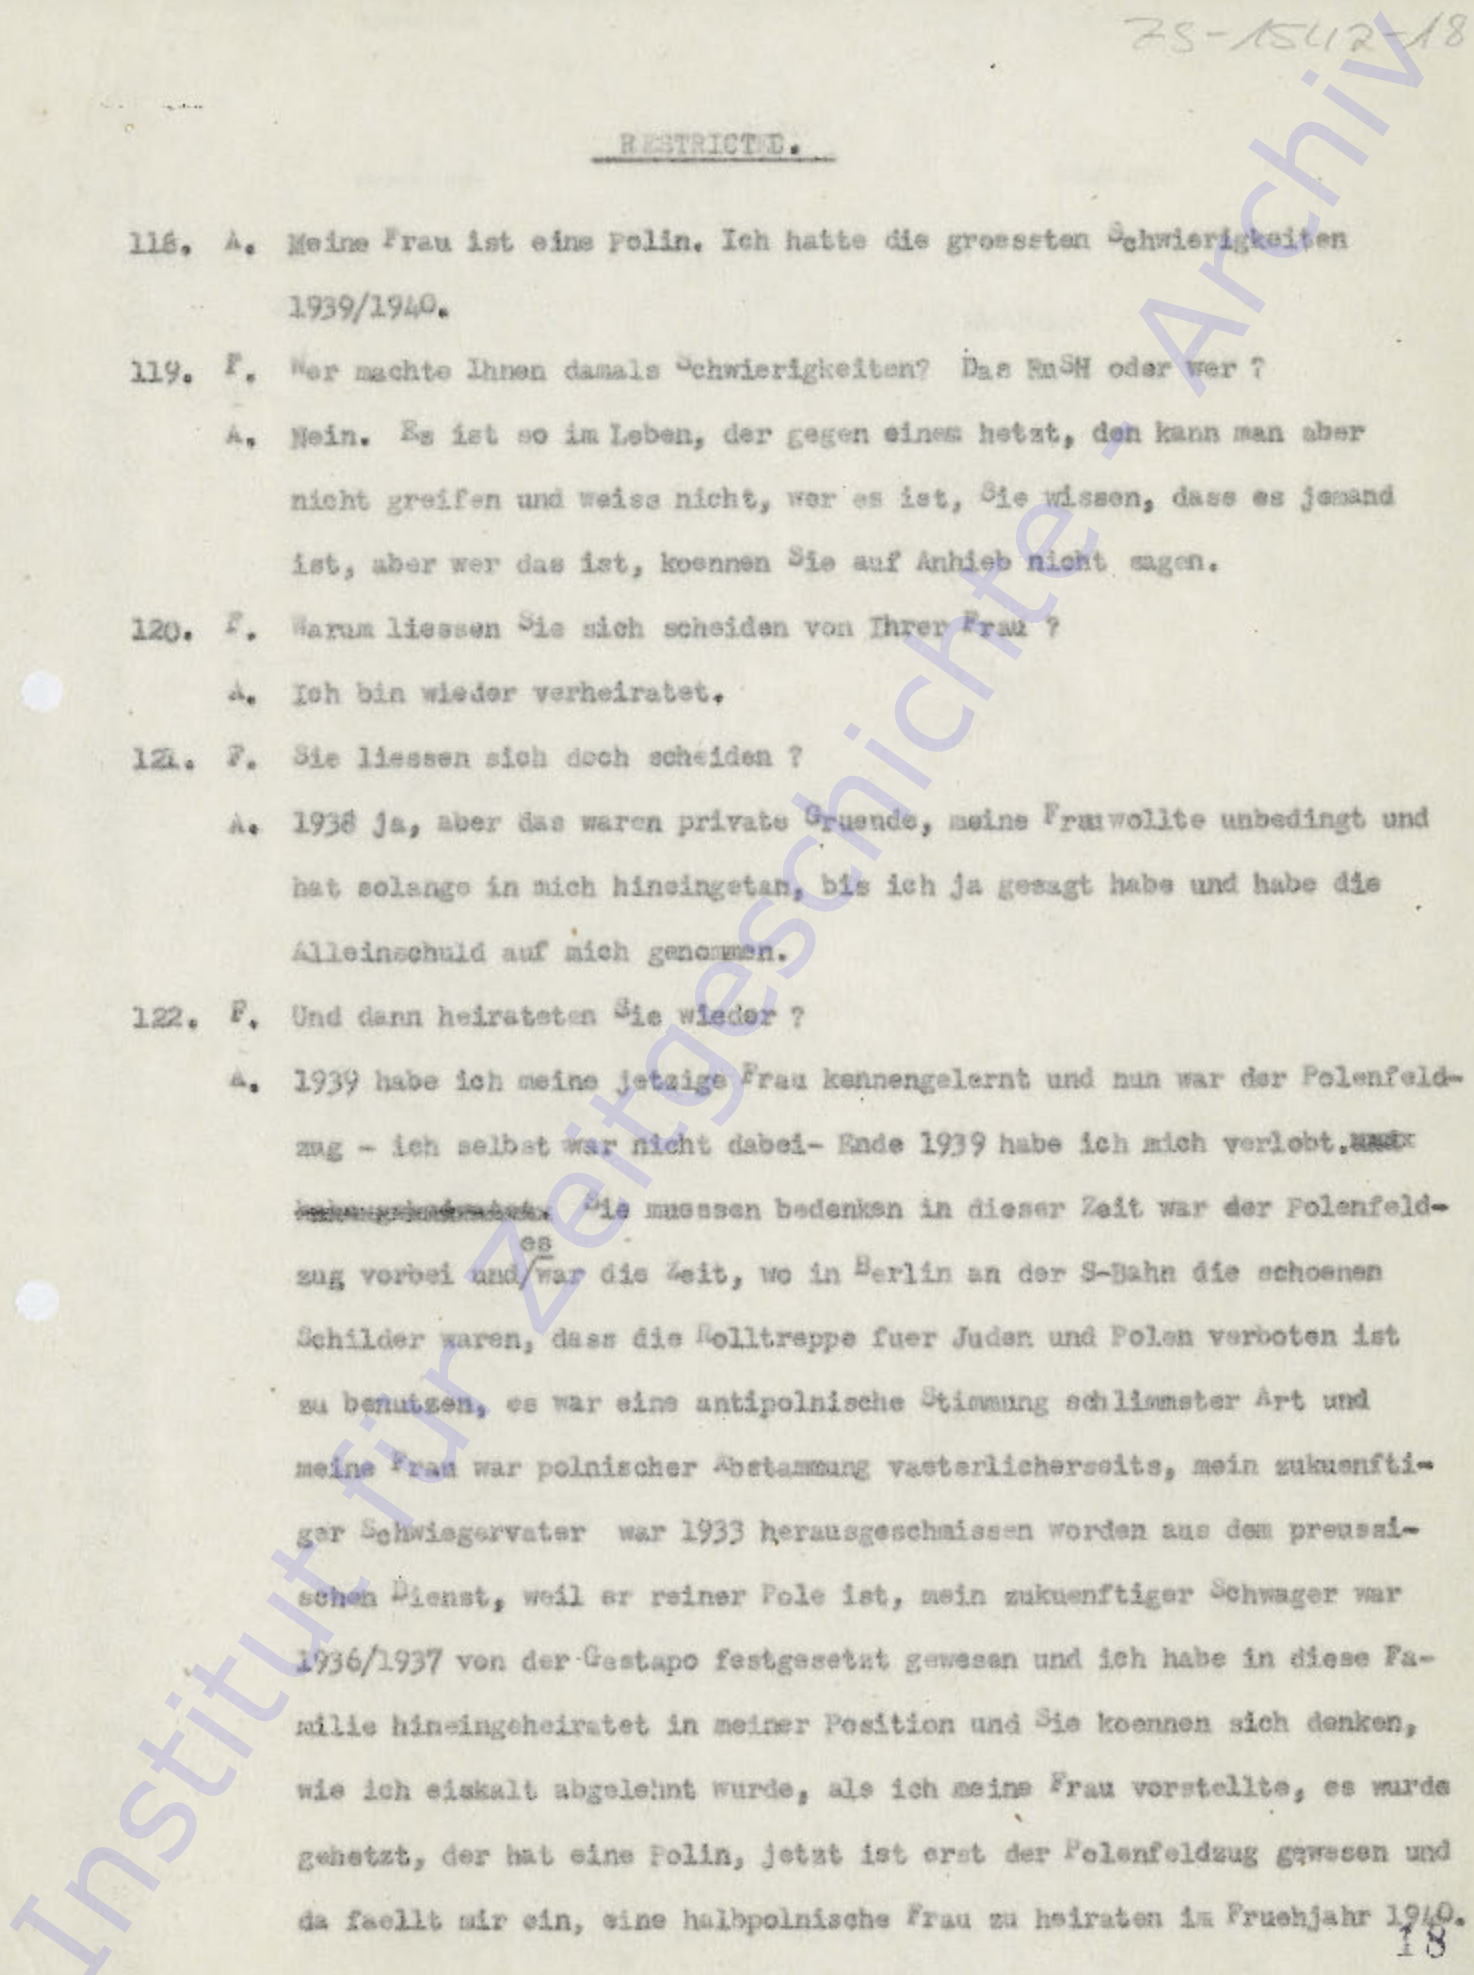 ZS-1542-18
RESTRICTED.
118. A. Meine Frau ist eine Polin. Ich hatte die groessten Schwierigkeiten
1939/1940.
119. F. Wer machte Ihnen damals Schwierigkeiten? Das RuSH oder wer ?
A. Nein. Es ist so im Leben, der gegen einem hetzt, den kann man aber
nicht greifen und weiss nicht, wer es ist, Sie wissen, dass es jemand
ist, aber wer das ist, koennen Sie auf Anhieb nicht sagen.
120. F. Warum liessen Sie sich scheiden von Ihrer Frau ?
A. Ich bin wieder verheiratet.
121. F. Sie liessen sich doch scheiden ?
A. 1938 ja, aber das waren private Gruende, meine Frau wollte unbedingt und
hat solange in mich hineingetan, bis ich ja gesagt habe und habe die
Alleinschuld auf mich genommen.
122. F. Und dann heirateten Sie wieder ?
A. 1939 habe ich meine jetzige Frau kennengelernt und nun war der Polenfeld-
zug - ich selbst war nicht dabei- Ende 1939 habe ich mich verlobt.
Sie muessen bedenken in dieser Zeit war der Polenfeld-
zug vorbei und/es war die Zeit, wo in Berlin an der S-Bahn die schoenen
Schilder waren, dass die Rolltreppe fuer Juden und Polen verboten ist
zu benutzen, es war eine antipolnische Stimmung schlimmster Art und
meine Frau war polnischer Abstammung vaeterlicherseits, mein zukuenfti-
ger Schwiegervater war 1933 herausgeschmissen worden aus dem preussi-
schen Dienst, weil er reiner Pole ist, mein zukuenftiger Schwager war
1936/1937 von der Gestapo festgesetzt gewesen und ich habe in diese Fa-
milie hineingeheiratet in meiner Position und Sie koennen sich denken,
wie ich eiskalt abgelehnt wurde, als ich meine Frau vorstellte, es wurde
gehetzt, der hat eine Polin, jetzt ist erst der Polenfeldzug gewesen und
da faellt mir ein, eine halbpolnische Frau zu heiraten im Fruehjahr 1940.
18
Institut für Zeitgeschichte - Archiv